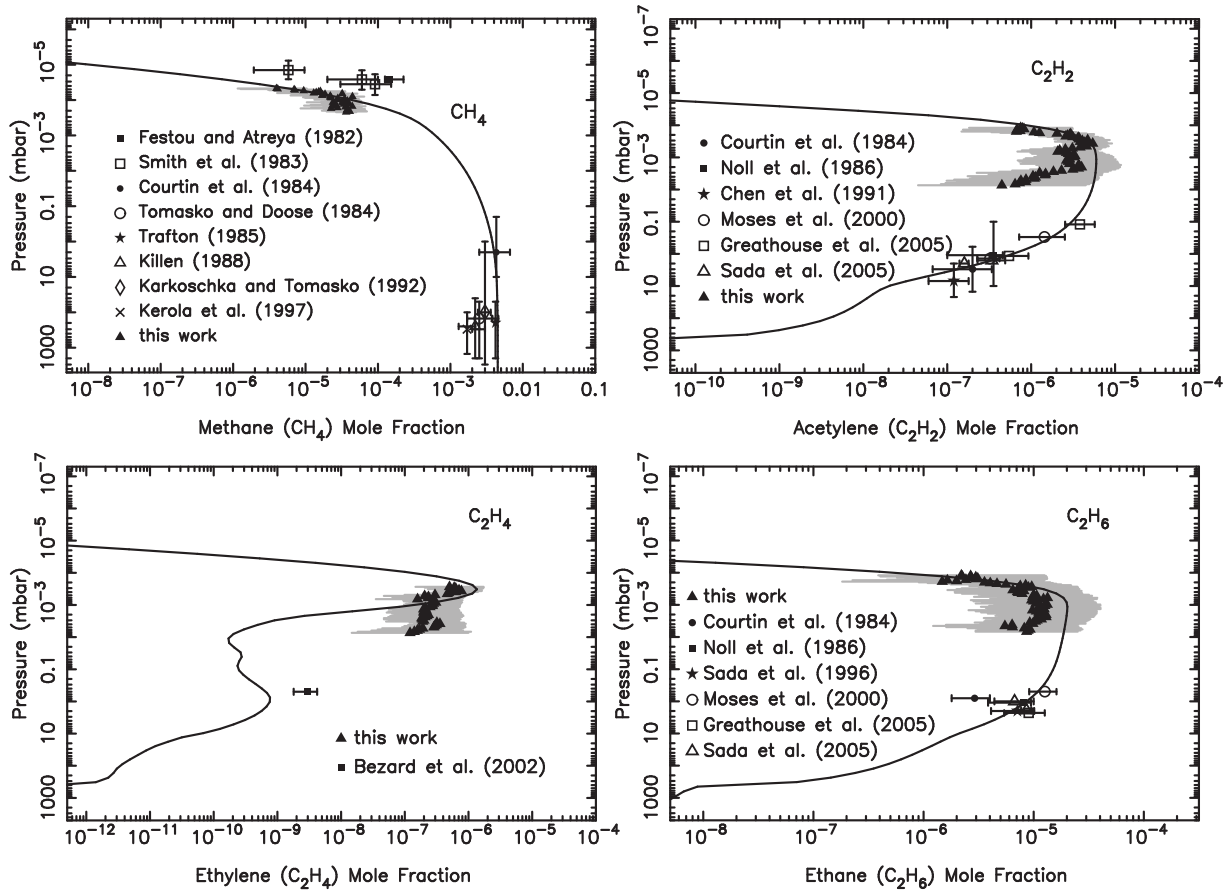 CH₄
■ Festou and Atreya (1982)
□ Smith et al. (1983)
● Courtin et al. (1984)
○ Tomasko and Doose (1984)
★ Trafton (1985)
△ Killen (1988)
◇ Karkoschka and Tomasko (1992)
× Kerola et al. (1997)
▲ this work
Pressure (mbar)
10⁻⁵
10⁻³
0.1
10
1000
10⁻⁸ 10⁻⁷ 10⁻⁶ 10⁻⁵ 10⁻⁴ 10⁻³ 0.01 0.1
Methane (CH₄) Mole Fraction
C₂H₂
● Courtin et al. (1984)
■ Noll et al. (1986)
★ Chen et al. (1991)
○ Moses et al. (2000)
□ Greathouse et al. (2005)
△ Sada et al. (2005)
▲ this work
Pressure (mbar)
10⁻⁷
10⁻⁵
10⁻³
0.1
10
1000
10⁻¹⁰ 10⁻⁹ 10⁻⁸ 10⁻⁷ 10⁻⁶ 10⁻⁵ 10⁻⁴
Acetylene (C₂H₂) Mole Fraction
C₂H₄
▲ this work
■ Bezard et al. (2002)
Pressure (mbar)
10⁻⁷
10⁻⁵
10⁻³
0.1
10
1000
10⁻¹² 10⁻¹¹ 10⁻¹⁰ 10⁻⁹ 10⁻⁸ 10⁻⁷ 10⁻⁶ 10⁻⁵ 10⁻⁴
Ethylene (C₂H₄) Mole Fraction
C₂H₆
▲ this work
● Courtin et al. (1984)
■ Noll et al. (1986)
★ Sada et al. (1996)
○ Moses et al. (2000)
□ Greathouse et al. (2005)
△ Sada et al. (2005)
Pressure (mbar)
10⁻⁷
10⁻⁵
10⁻³
0.1
10
1000
10⁻⁸ 10⁻⁷ 10⁻⁶ 10⁻⁵ 10⁻⁴
Ethane (C₂H₆) Mole Fraction